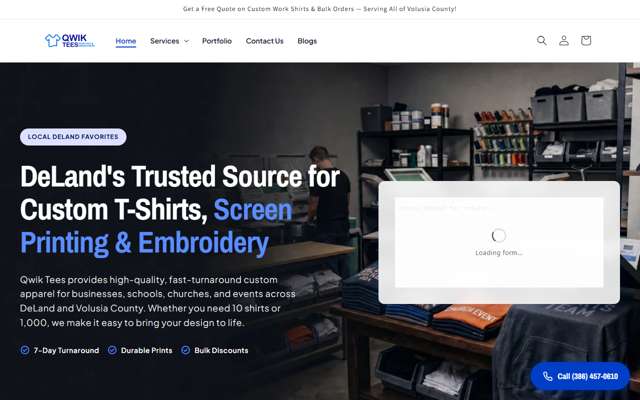 Get a Free Quote on Custom Work Shirts & Bulk Orders — Serving All of Volusia County!
QWIK
TEES
Home
Services
Portfolio
Contact Us
Blogs
LOCAL DELAND FAVORITES
DeLand's Trusted Source for
Custom T-Shirts, Screen
Printing & Embroidery
Qwik Tees provides high-quality, fast-turnaround custom
apparel for businesses, schools, churches, and events across
DeLand and Volusia County. Whether you need 10 shirts or
1,000, we make it easy to bring your design to life.
7-Day Turnaround
Durable Prints
Bulk Discounts
Loading form...
EVENT
TEAM
Call (386) 457-0610